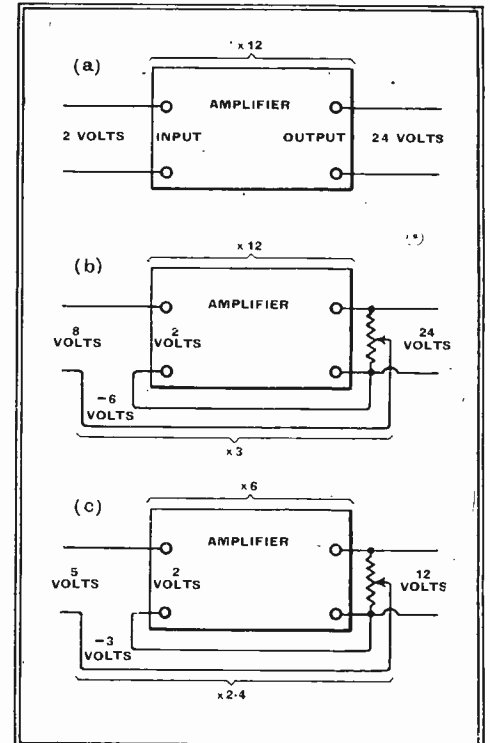 x 12
(a)
AMPLIFIER
2 VOLTS INPUT OUTPUT 24 VOLTS
x 12
(b)
AMPLIFIER
8 VOLTS
2 VOLTS
24 VOLTS
−6 VOLTS
x 3
x 6
(c)
AMPLIFIER
5 VOLTS
2 VOLTS
12 VOLTS
−3 VOLTS
x 2·4